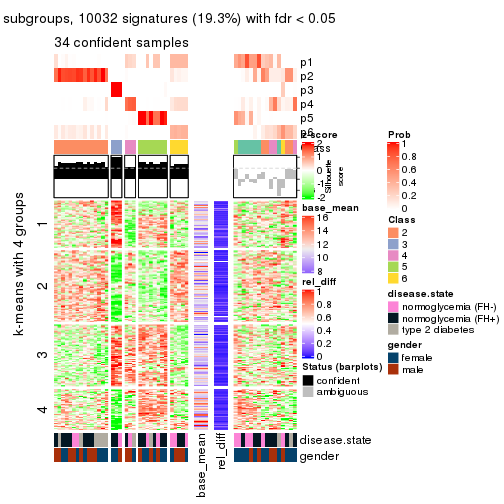 subgroups, 10032 signatures (19.3%) with fdr < 0.05
34 confident samples
p1
p2
p3
p4
p5
p6
z-score
2
1
0
-1
-2
Class
Silhouette
score
k-means with 4 groups
1
2
3
4
base_mean
16
14
12
10
8
rel_diff
1
0.8
0.6
0.4
0.2
0
Status (barplots)
confident
ambiguous
Prob
1
0.8
0.6
0.4
0.2
0
Class
2
3
4
5
6
disease.state
normoglycemia (FH-)
normoglycemia (FH+)
type 2 diabetes
gender
female
male
disease.state
gender
base_mean
rel_diff